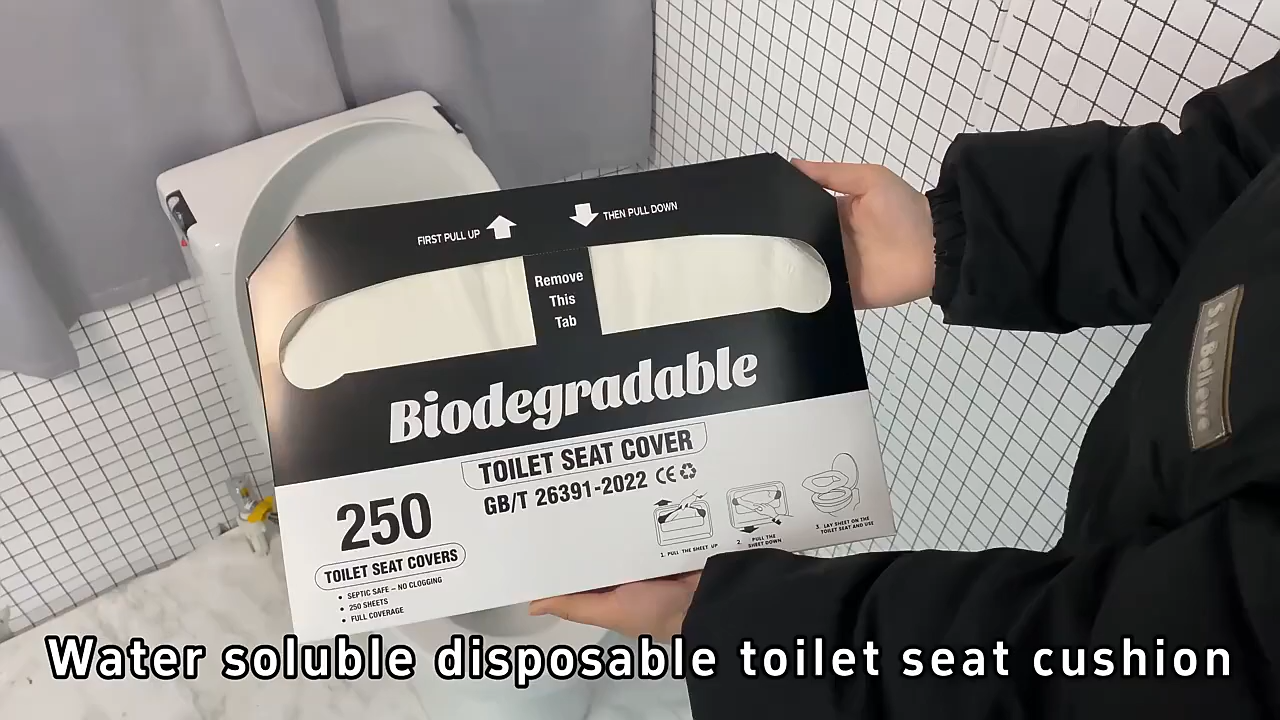 FIRST PULL UP
THEN PULL DOWN
Remove
This
Tab
Biodegradable
TOILET SEAT COVER
GB/T 26391-2022 CE
250
TOILET SEAT COVERS
• SEPTIC SAFE – NO CLOGGING
• 250 SHEETS
• FULL COVERAGE
1. PULL THE SHEET UP
2. PULL THE
SHEET DOWN
3. LAY SHEET ON THE
TOILET SEAT AND USE
S.I. Believe
Water soluble disposable toilet seat cushion